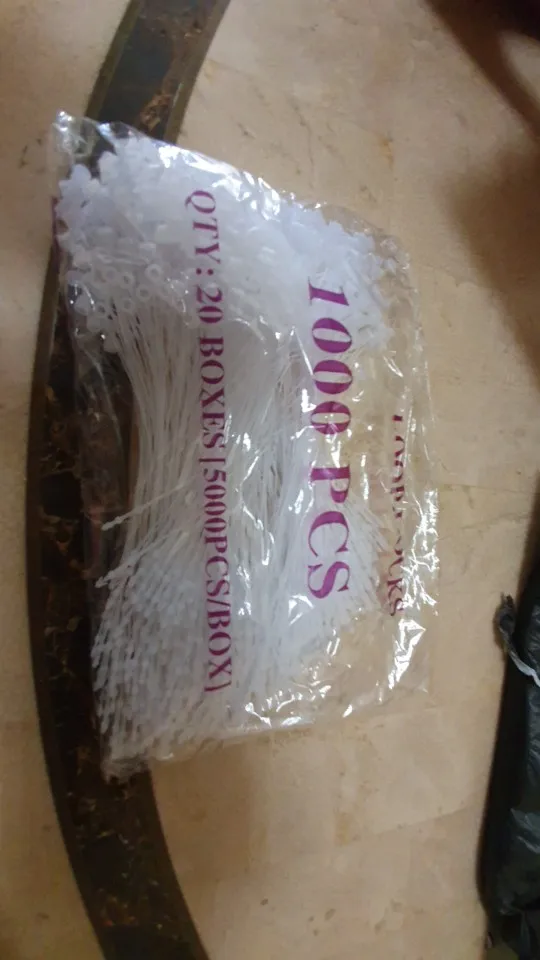 1000 PCS
QTY : 20 BOXES [5000PCS/BOX]